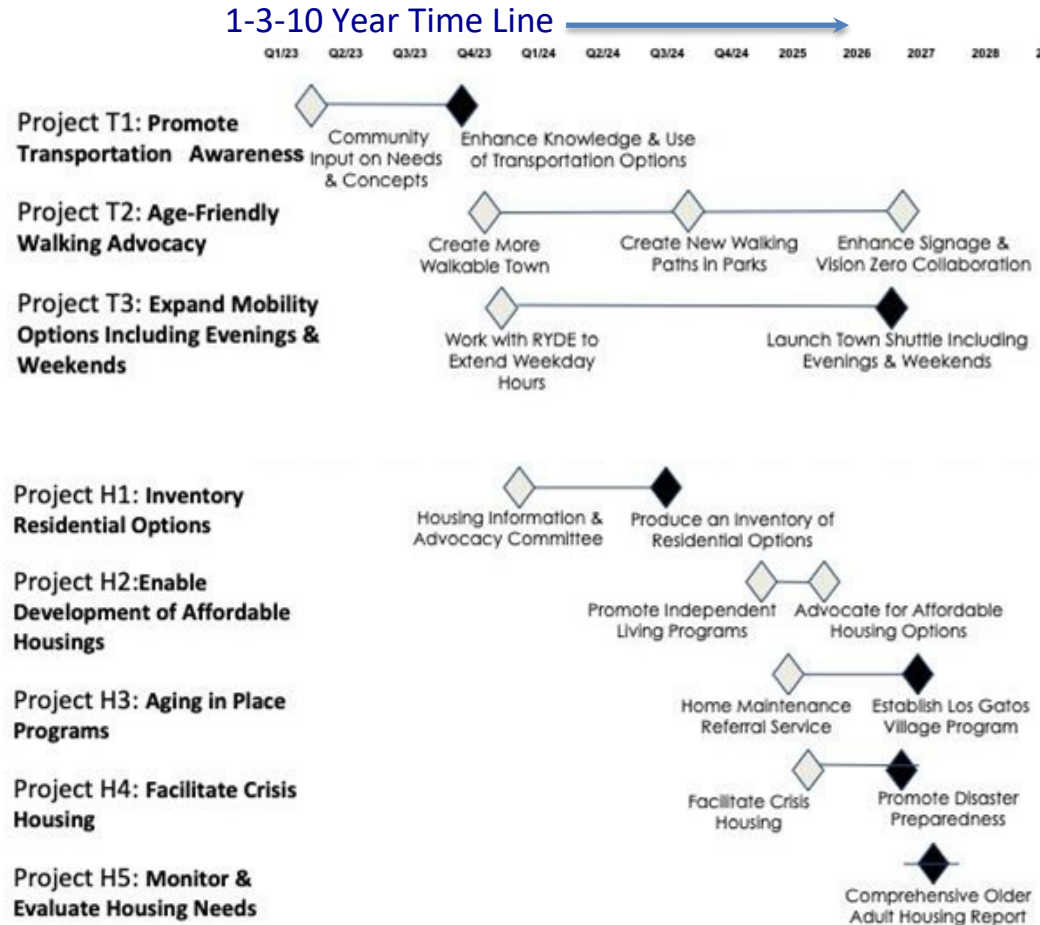 1-3-10 Year Time Line
Q1/23 Q2/23 Q3/23 Q4/23 Q1/24 Q2/24 Q3/24 Q4/24 2025 2026 2027 2028 2
Project T1: Promote
Transportation Awareness
Community
Input on Needs
& Concepts
Enhance Knowledge & Use
of Transportation Options
Project T2: Age-Friendly
Walking Advocacy
Create More
Walkable Town
Create New Walking
Paths in Parks
Enhance Signage &
Vision Zero Collaboration
Project T3: Expand Mobility
Options Including Evenings &
Weekends
Work with RYDE to
Extend Weekday
Hours
Launch Town Shuttle Including
Evenings & Weekends
Project H1: Inventory
Residential Options
Housing Information &
Advocacy Committee
Produce an Inventory of
Residential Options
Project H2:Enable
Development of Affordable
Housings
Promote Independent
Living Programs
Advocate for Affordable
Housing Options
Project H3: Aging in Place
Programs
Home Maintenance
Referral Service
Establish Los Gatos
Village Program
Project H4: Facilitate Crisis
Housing
Facilitate Crisis
Housing
Promote Disaster
Preparedness
Project H5: Monitor &
Evaluate Housing Needs
Comprehensive Older
Adult Housing Report